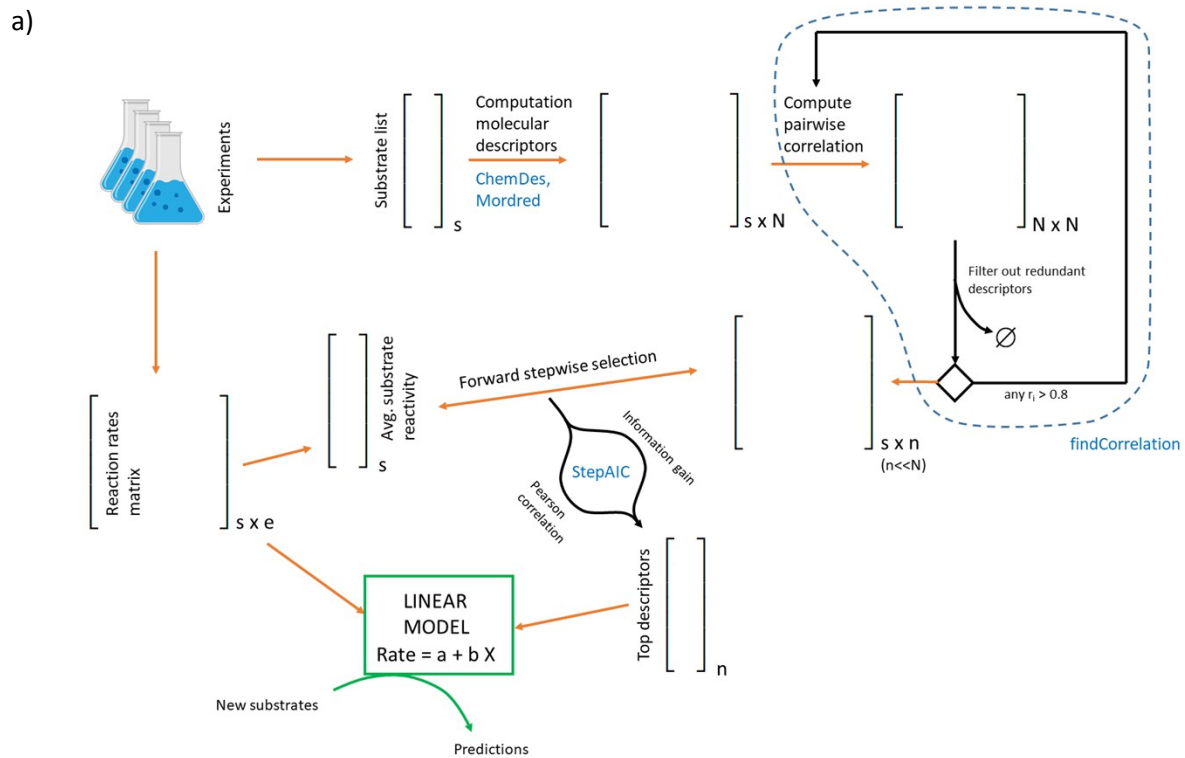 a)
Experiments
Substrate list
s
Computation
molecular
descriptors
ChemDes,
Mordred
s x N
Compute
pairwise
correlation
N x N
Filter out redundant
descriptors
∅
any rᵢ > 0.8
findCorrelation
s x n
(n<<N)
Forward stepwise selection
Avg. substrate
reactivity
s
Reaction rates
matrix
s x e
Information gain
StepAIC
Pearson
correlation
Top descriptors
n
LINEAR
MODEL
Rate = a + b X
New substrates
Predictions